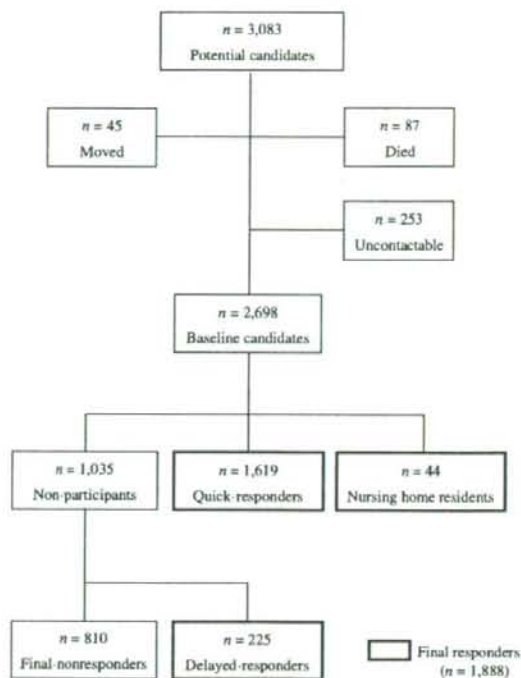 n = 3,083
Potential candidates
n = 45
Moved
n = 87
Died
n = 253
Uncontactable
n = 2,698
Baseline candidates
n = 1,035
Non-participants
n = 1,619
Quick-responders
n = 44
Nursing home residents
n = 810
Final-nonresponders
n = 225
Delayed-responders
Final responders
(n = 1,888)